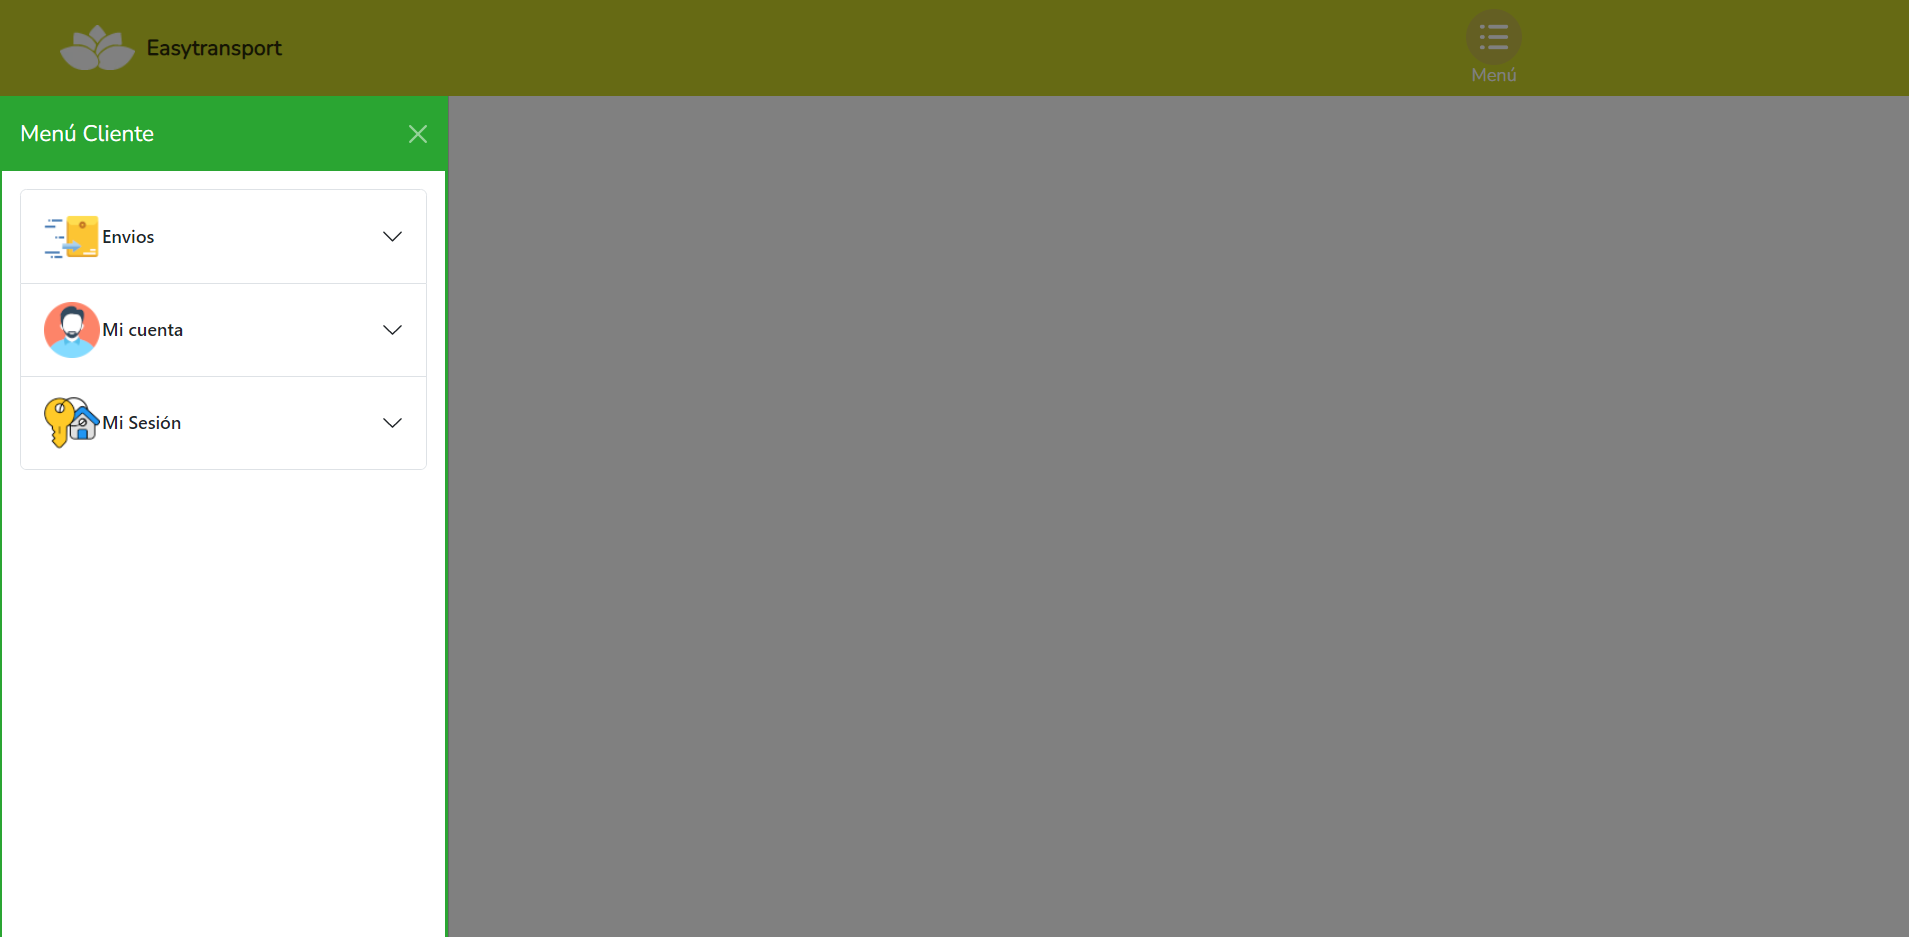 Easytransport
Menú
Menú Cliente
Envios
Mi cuenta
Mi Sesión